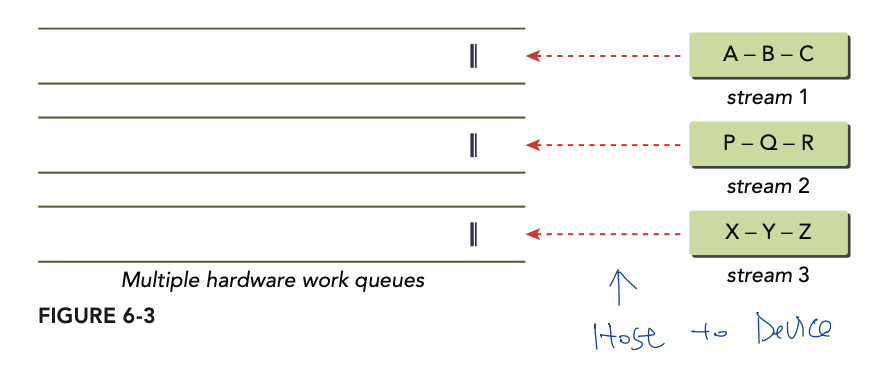 A – B – C
stream 1
P – Q – R
stream 2
X – Y – Z
stream 3
Multiple hardware work queues
FIGURE 6-3
Host to Device